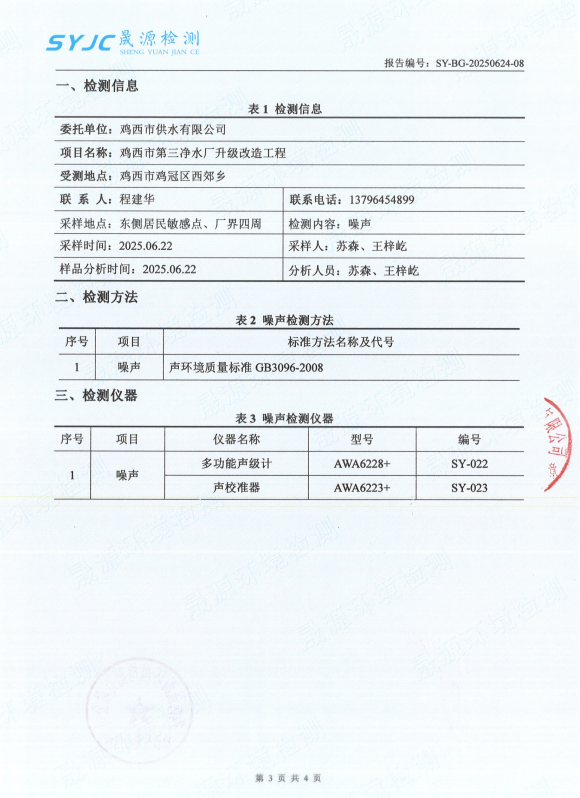 SYJC 晟源检测
SHENG YUAN JIAN CE
报告编号：SY-BG-20250624-08
一、检测信息
表 1 检测信息
委托单位：鸡西市供水有限公司
项目名称：鸡西市第三净水厂升级改造工程
受测地点：鸡西市鸡冠区西郊乡
联 系 人：程建华 联系电话：13796454899
采样地点：东侧居民敏感点、厂界四周 检测内容：噪声
采样时间：2025.06.22 采样人：苏森、王梓屹
样品分析时间：2025.06.22 分析人员：苏森、王梓屹
二、检测方法
表 2 噪声检测方法
序号 项目 标准方法名称及代号
1 噪声 声环境质量标准 GB3096-2008
三、检测仪器
表 3 噪声检测仪器
序号 项目 仪器名称 型号 编号
1 噪声 多功能声级计 AWA6228+ SY-022
声校准器 AWA6223+ SY-023
限公司
第 3 页 共 4 页